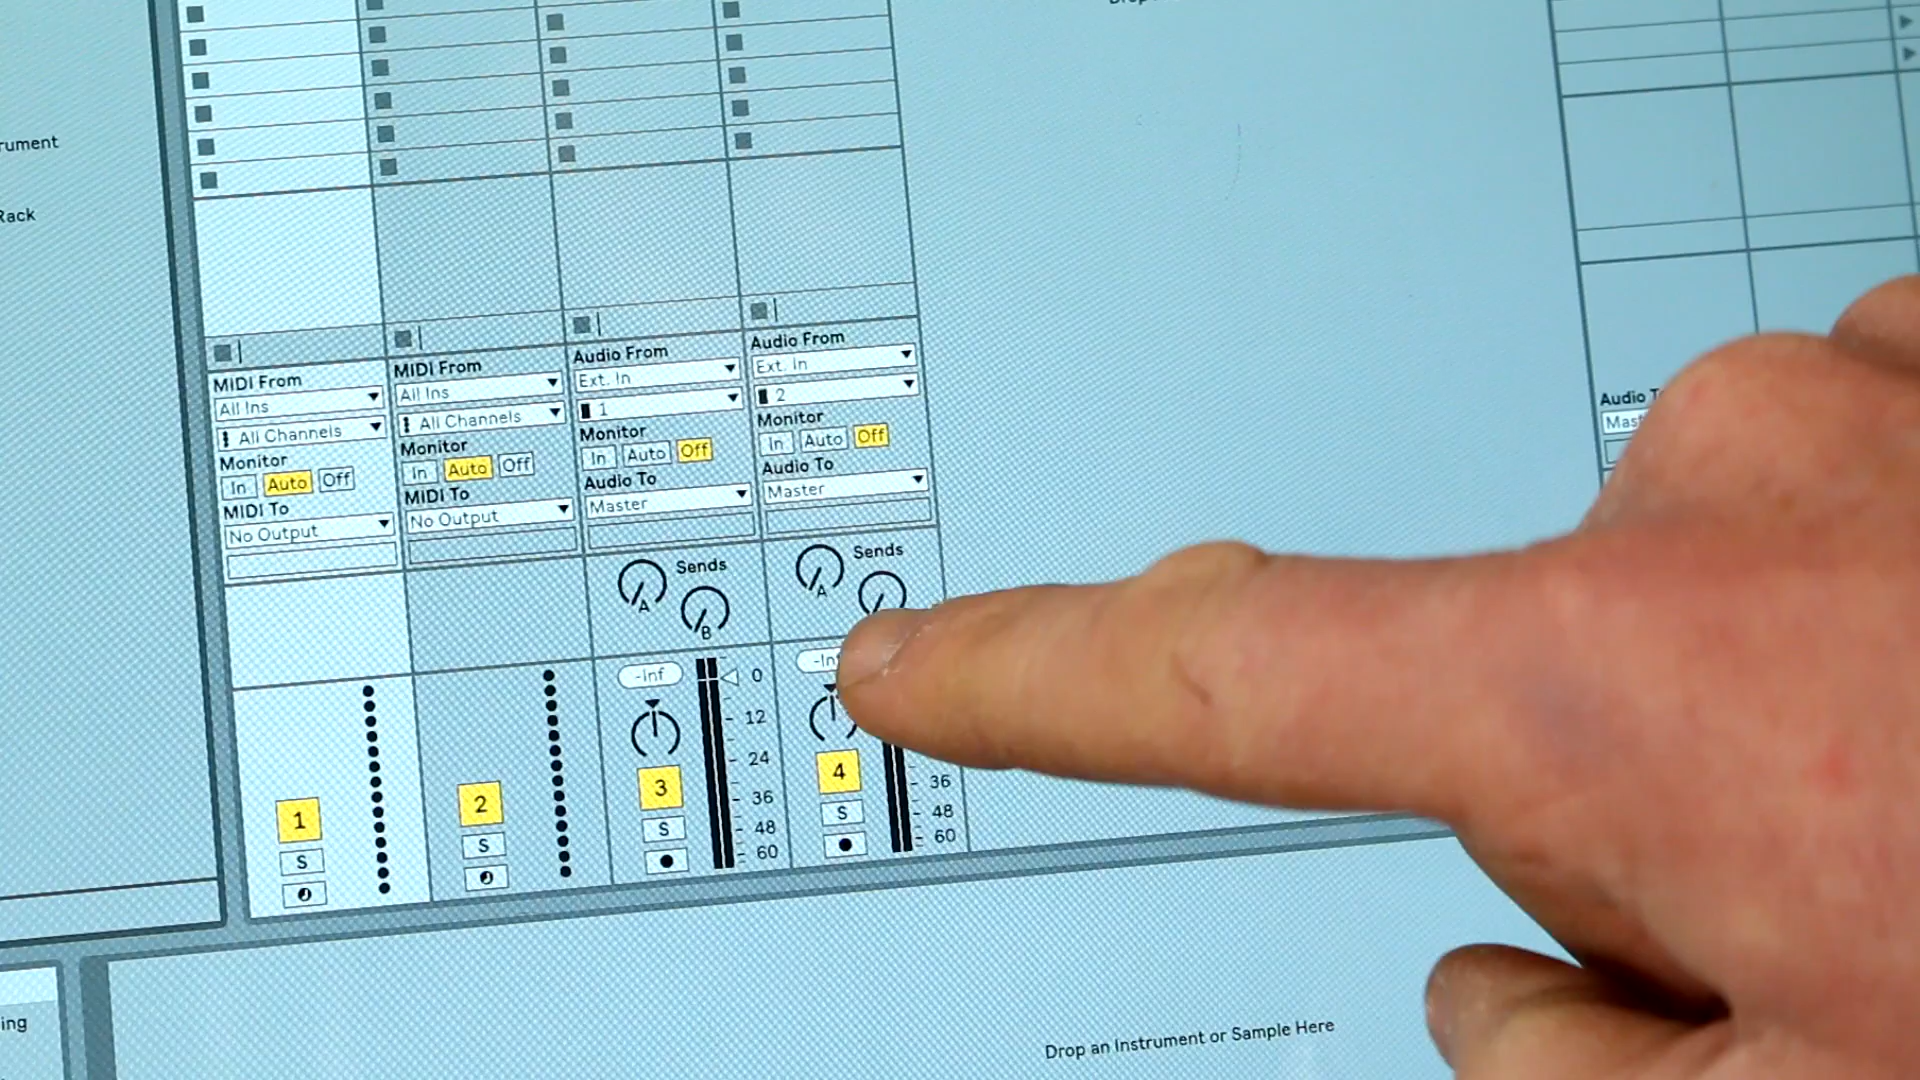 Rack
MIDI From
All Ins
All Channels
Monitor
In Auto Off
MIDI To
No Output
1
S
MIDI From
All Ins
All Channels
Monitor
In Auto Off
MIDI To
No Output
2
S
Audio From
Ext. In
1
Monitor
In Auto Off
Audio To
Master
Sends
A
B
-Inf
0
12
24
36
48
60
3
S
Audio From
Ext. In
2
Monitor
In Auto Off
Audio To
Master
Sends
A
-Inf
36
48
60
4
S
Audio
Drop an Instrument or Sample Here